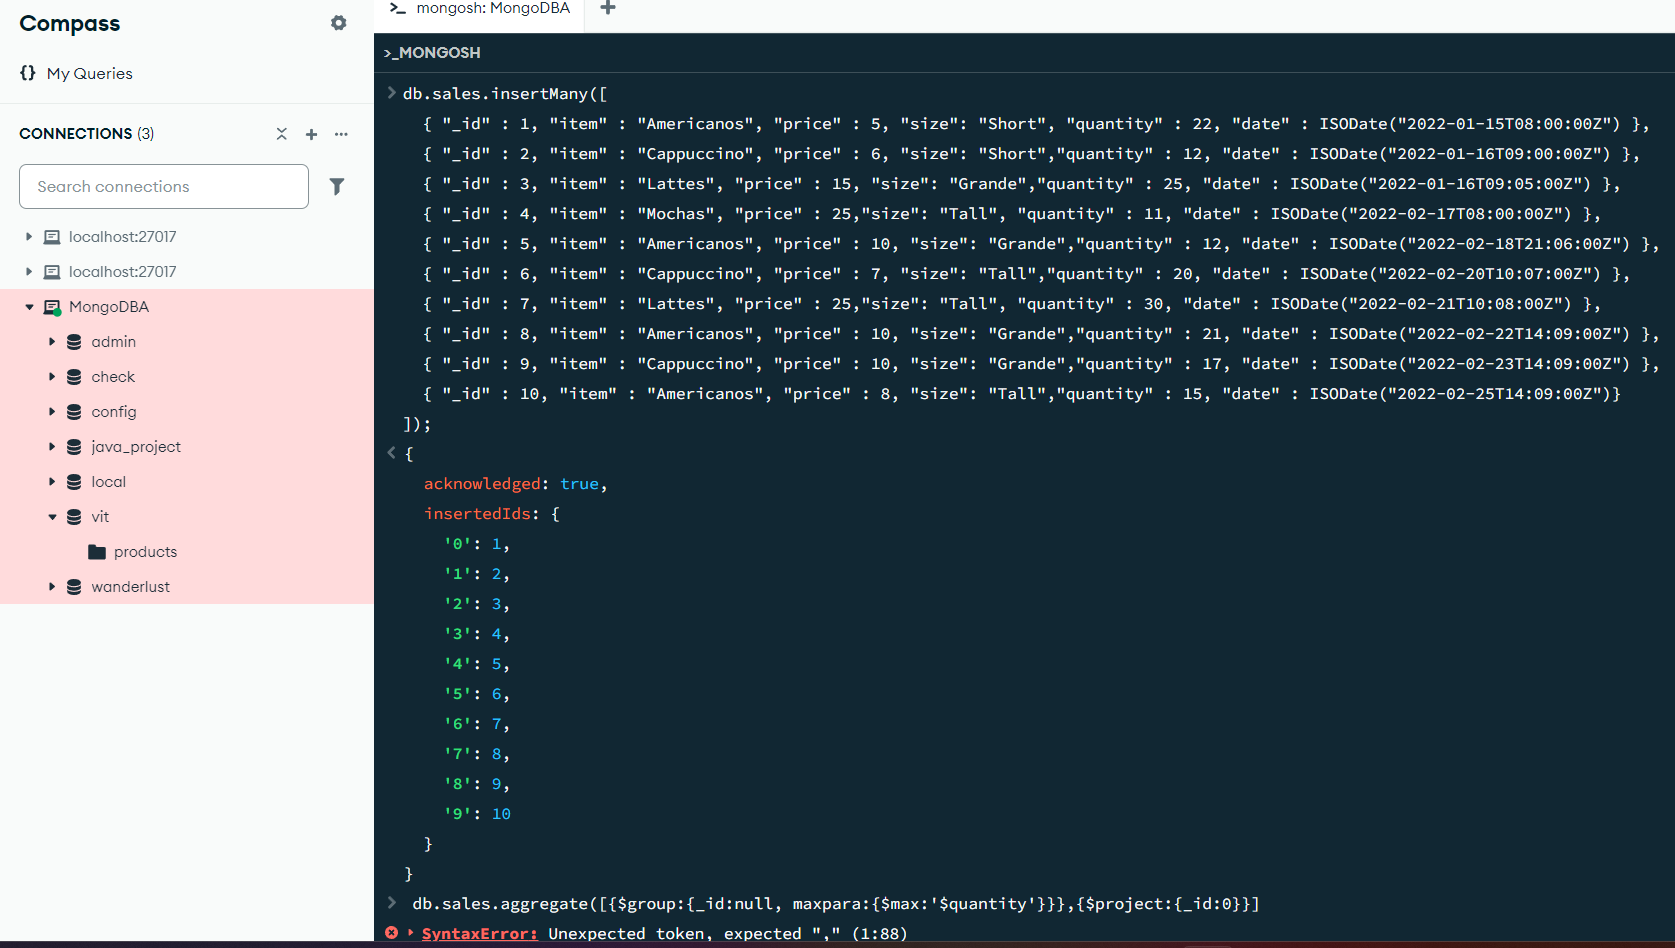 Compass
My Queries
CONNECTIONS (3)
Search connections
localhost:27017
localhost:27017
MongoDBA
admin
check
config
java_project
local
vit
products
wanderlust
>_ mongosh: MongoDBA +
>_MONGOSH
> db.sales.insertMany([
{ "_id" : 1, "item" : "Americanos", "price" : 5, "size": "Short", "quantity" : 22, "date" : ISODate("2022-01-15T08:00:00Z") },
{ "_id" : 2, "item" : "Cappuccino", "price" : 6, "size": "Short","quantity" : 12, "date" : ISODate("2022-01-16T09:00:00Z") },
{ "_id" : 3, "item" : "Lattes", "price" : 15, "size": "Grande","quantity" : 25, "date" : ISODate("2022-01-16T09:05:00Z") },
{ "_id" : 4, "item" : "Mochas", "price" : 25,"size": "Tall", "quantity" : 11, "date" : ISODate("2022-02-17T08:00:00Z") },
{ "_id" : 5, "item" : "Americanos", "price" : 10, "size": "Grande","quantity" : 12, "date" : ISODate("2022-02-18T21:06:00Z") },
{ "_id" : 6, "item" : "Cappuccino", "price" : 7, "size": "Tall","quantity" : 20, "date" : ISODate("2022-02-20T10:07:00Z") },
{ "_id" : 7, "item" : "Lattes", "price" : 25,"size": "Tall", "quantity" : 30, "date" : ISODate("2022-02-21T10:08:00Z") },
{ "_id" : 8, "item" : "Americanos", "price" : 10, "size": "Grande","quantity" : 21, "date" : ISODate("2022-02-22T14:09:00Z") },
{ "_id" : 9, "item" : "Cappuccino", "price" : 10, "size": "Grande","quantity" : 17, "date" : ISODate("2022-02-23T14:09:00Z") },
{ "_id" : 10, "item" : "Americanos", "price" : 8, "size": "Tall","quantity" : 15, "date" : ISODate("2022-02-25T14:09:00Z")}
]);
< {
acknowledged: true,
insertedIds: {
'0': 1,
'1': 2,
'2': 3,
'3': 4,
'4': 5,
'5': 6,
'6': 7,
'7': 8,
'8': 9,
'9': 10
}
}
> db.sales.aggregate([{$group:{_id:null, maxpara:{$max:'$quantity'}}},{$project:{_id:0}}]
SyntaxError: Unexpected token, expected "," (1:88)